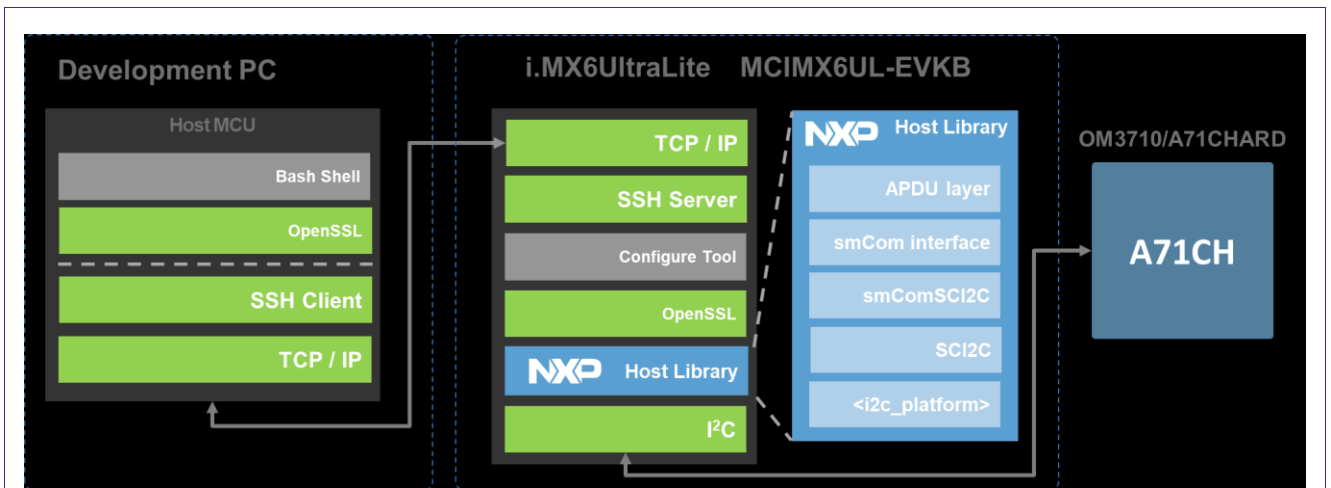 Development PC
Host MCU
Bash Shell
OpenSSL
SSH Client
TCP / IP
i.MX6UltraLite MCIMX6UL-EVKB
TCP / IP
SSH Server
Configure Tool
OpenSSL
NXP Host Library
I²C
NXP Host Library
APDU layer
smCom interface
smComSCI2C
SCI2C
<i2c_platform>
OM3710/A71CHARD
A71CH